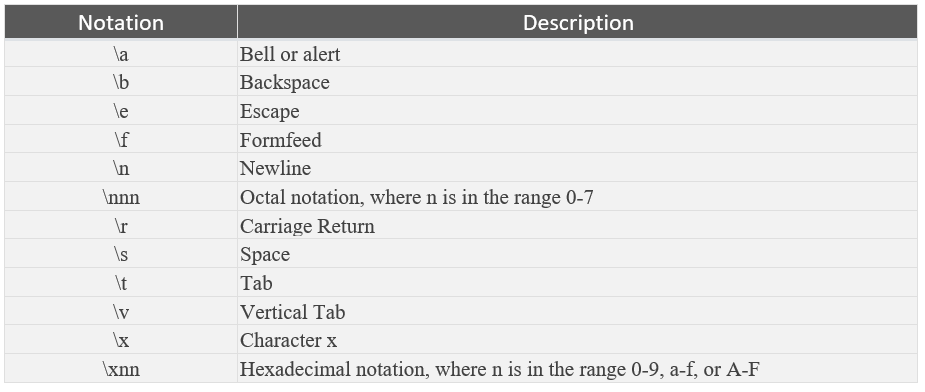 Notation Description
\a Bell or alert
\b Backspace
\e Escape
\f Formfeed
\n Newline
\nnn Octal notation, where n is in the range 0-7
\r Carriage Return
\s Space
\t Tab
\v Vertical Tab
\x Character x
\xnn Hexadecimal notation, where n is in the range 0-9, a-f, or A-F